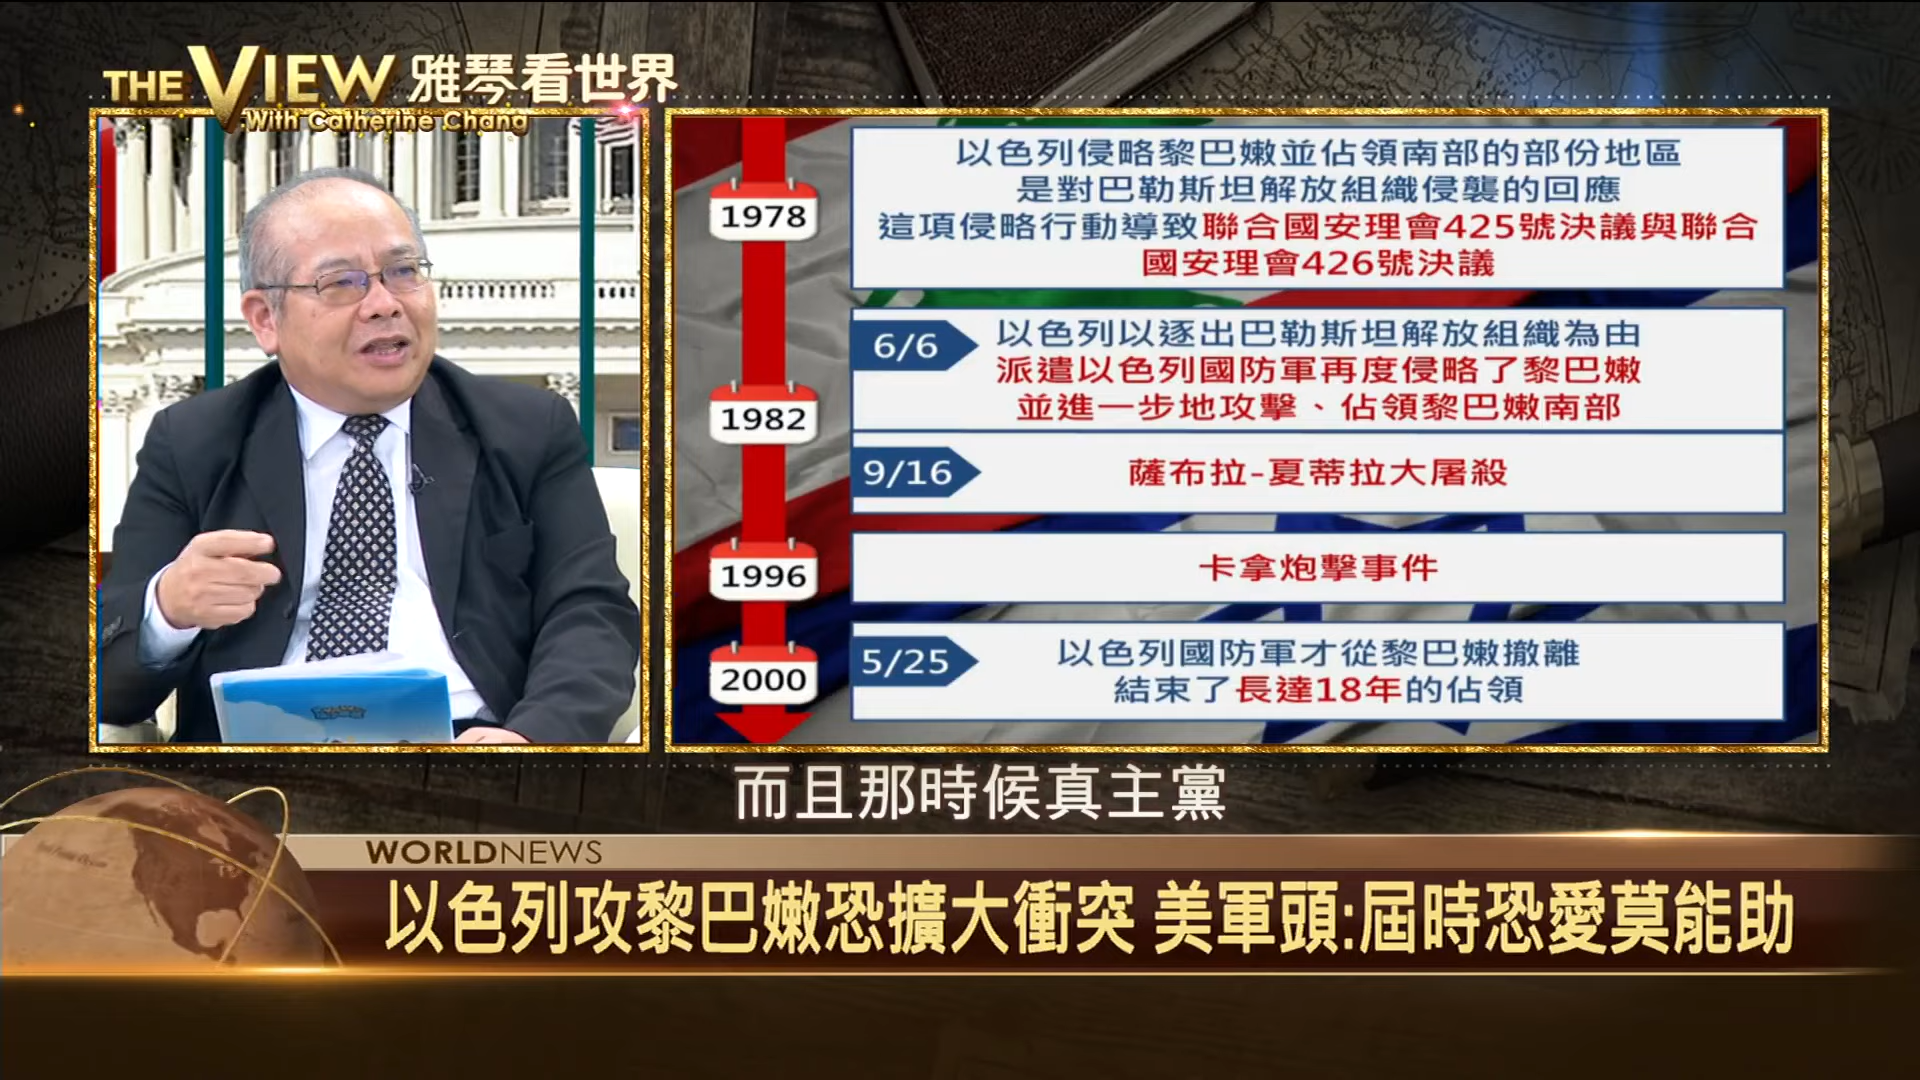 THE VIEW 雅琴看世界
With Catherine Chang
1978
以色列侵略黎巴嫩並佔領南部的部份地區
是對巴勒斯坦解放組織侵襲的回應
這項侵略行動導致聯合國安理會425號決議與聯合
國安理會426號決議
1982
6/6
以色列以逐出巴勒斯坦解放組織為由
派遣以色列國防軍再度侵略了黎巴嫩
並進一步地攻擊、佔領黎巴嫩南部
9/16
薩布拉-夏蒂拉大屠殺
1996
卡拿炮擊事件
2000
5/25
以色列國防軍才從黎巴嫩撤離
結束了長達18年的佔領
而且那時候真主黨
WORLDNEWS
以色列攻黎巴嫩恐擴大衝突 美軍頭:屆時恐愛莫能助